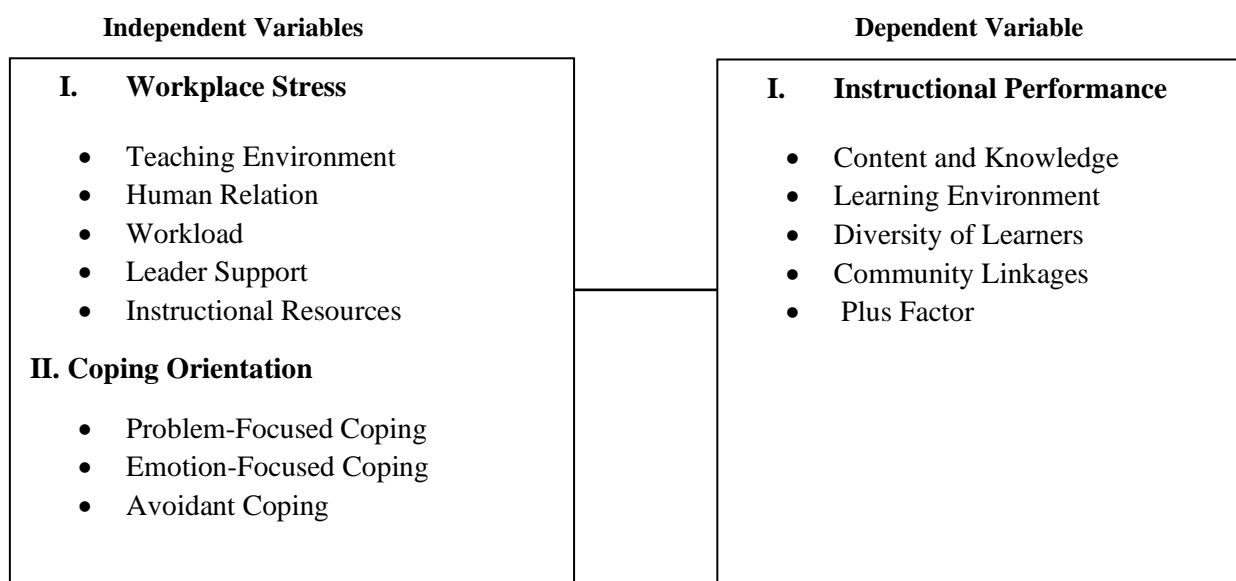 Independent Variables
I. Workplace Stress
• Teaching Environment
• Human Relation
• Workload
• Leader Support
• Instructional Resources
II. Coping Orientation
• Problem-Focused Coping
• Emotion-Focused Coping
• Avoidant Coping
Dependent Variable
I. Instructional Performance
• Content and Knowledge
• Learning Environment
• Diversity of Learners
• Community Linkages
• Plus Factor